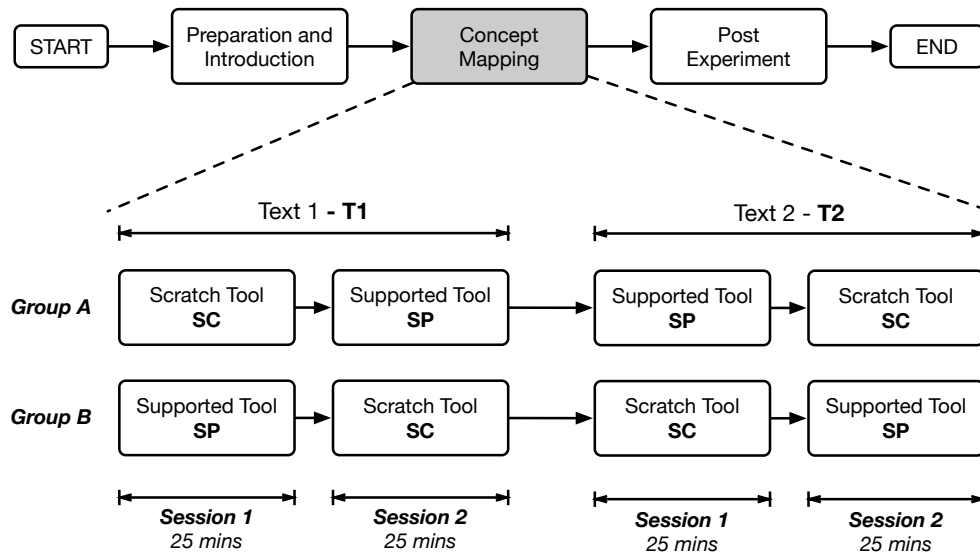 START
Preparation and
Introduction
Concept
Mapping
Post
Experiment
END
Text 1 - T1
Text 2 - T2
Group A
Scratch Tool
SC
Supported Tool
SP
Supported Tool
SP
Scratch Tool
SC
Group B
Supported Tool
SP
Scratch Tool
SC
Scratch Tool
SC
Supported Tool
SP
Session 1
25 mins
Session 2
25 mins
Session 1
25 mins
Session 2
25 mins